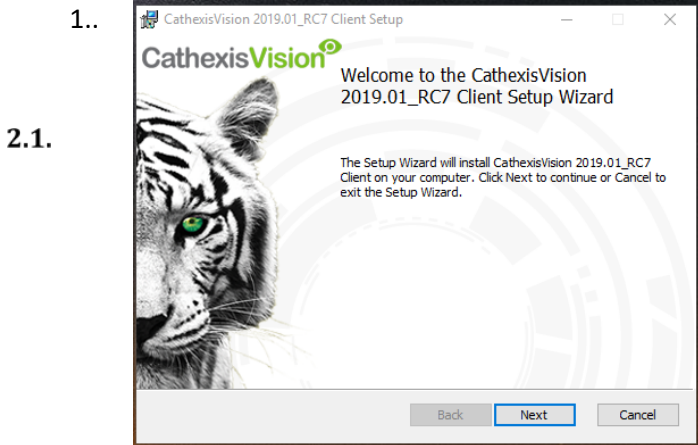 1..
CathexisVision 2019.01_RC7 Client Setup
CathexisVision
Welcome to the CathexisVision
2019.01_RC7 Client Setup Wizard
2.1.
The Setup Wizard will install CathexisVision 2019.01_RC7
Client on your computer. Click Next to continue or Cancel to
exit the Setup Wizard.
Back Next Cancel